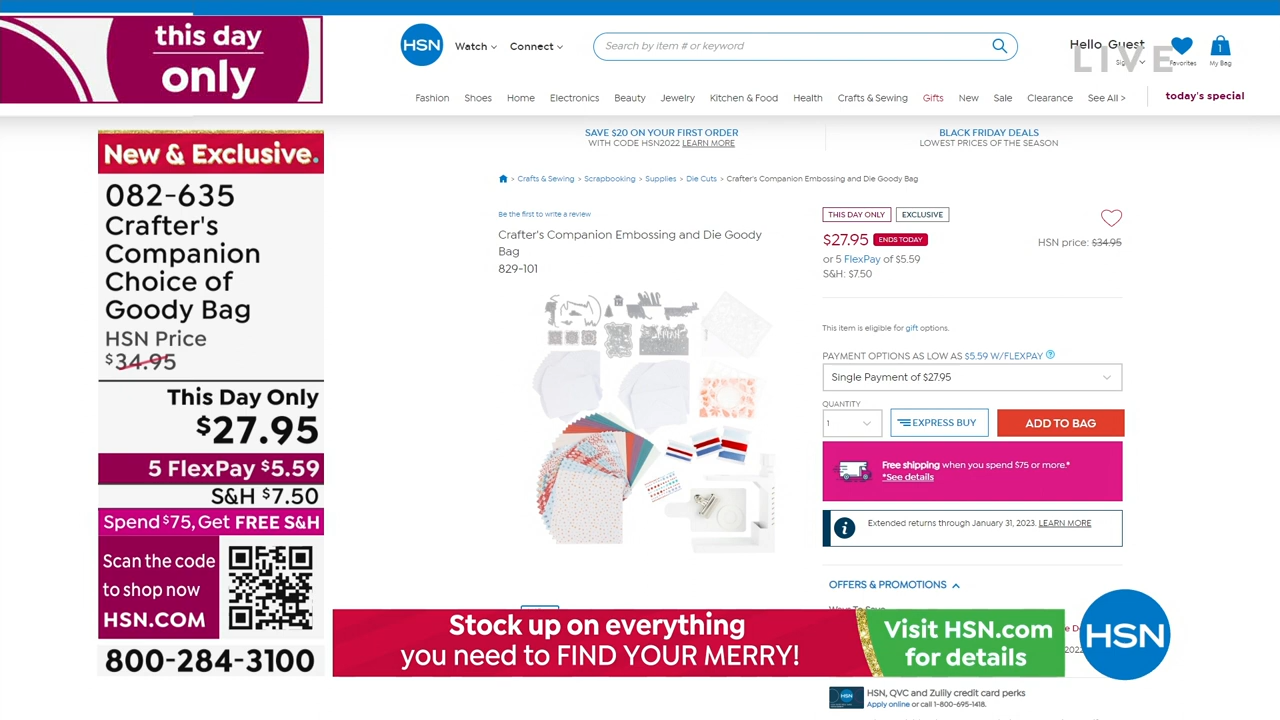 this day
only
New & Exclusive.
082-635
Crafter's
Companion
Choice of
Goody Bag
HSN Price
$34.95
This Day Only
$27.95
5 FlexPay $5.59
S&H $7.50
Spend $75, Get FREE S&H
Scan the code
to shop now
HSN.COM
800-284-3100
HSN
Watch
Connect
Search by item # or keyword
Hello, Guest
LIVE
Favorites
1
My Bag
Fashion Shoes Home Electronics Beauty Jewelry Kitchen & Food Health Crafts & Sewing Gifts New Sale Clearance See All >
today's special
SAVE $20 ON YOUR FIRST ORDER
WITH CODE HSN2022 LEARN MORE
BLACK FRIDAY DEALS
LOWEST PRICES OF THE SEASON
> Crafts & Sewing > Scrapbooking > Supplies > Die Cuts > Crafter's Companion Embossing and Die Goody Bag
Be the first to write a review
Crafter's Companion Embossing and Die Goody
Bag
829-101
THIS DAY ONLY
EXCLUSIVE
$27.95 ENDS TODAY
HSN price: $34.95
or 5 FlexPay of $5.59
S&H: $7.50
This item is eligible for gift options.
PAYMENT OPTIONS AS LOW AS $5.59 W/FLEXPAY ?
Single Payment of $27.95
QUANTITY
1
EXPRESS BUY
ADD TO BAG
Free shipping when you spend $75 or more.*
*See details
Extended returns through January 31, 2023. LEARN MORE
OFFERS & PROMOTIONS
Stock up on everything
you need to FIND YOUR MERRY!
Visit HSN.com
for details
HSN
HSN, QVC and Zulily credit card perks
Apply online or call 1-800-695-1418.